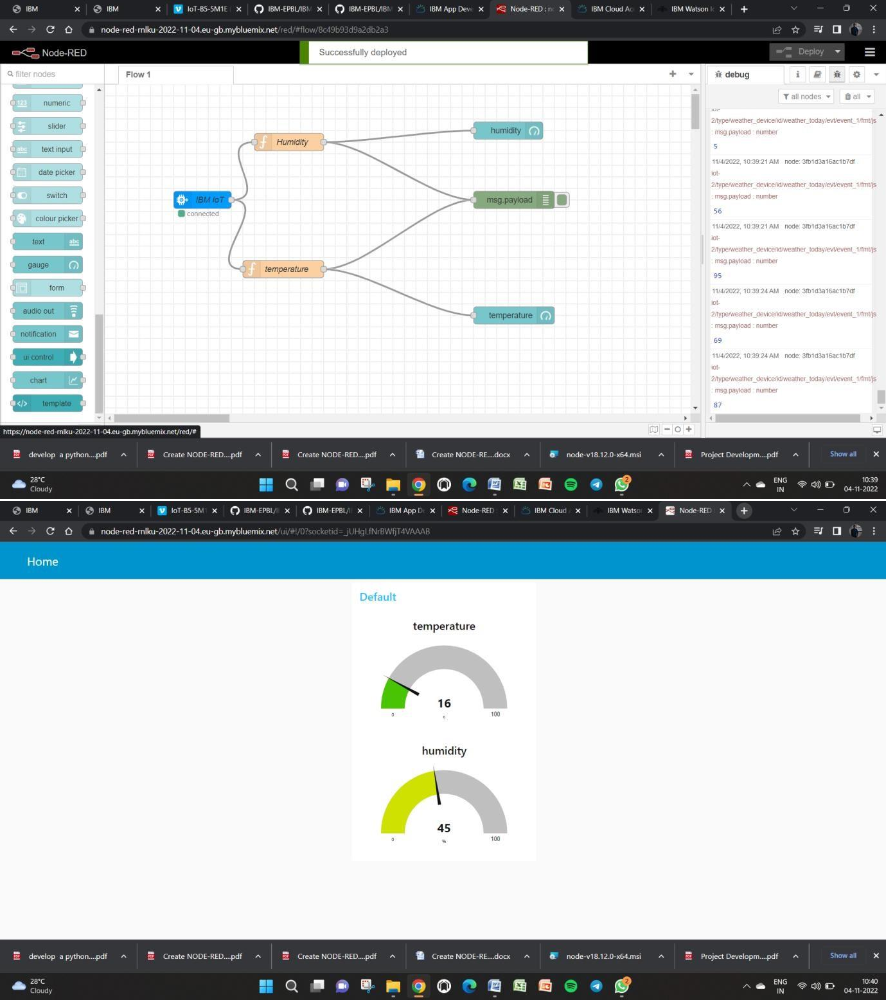 IBM IBM IoT-B5-5M1E IBM-EPBL/IBM IBM-EPBL/IBM IBM App Deve Node-RED : no IBM Cloud Ac IBM Watson
node-red-rnlku-2022-11-04.eu-gb.mybluemix.net/red/#flow/8c49b93d9a2db2a3
Node-RED
Successfully deployed
Deploy
filter nodes
Flow 1
debug
all nodes
all
numeric
slider
text input
date picker
switch
colour picker
text
gauge
form
audio out
notification
ui control
chart
template
Humidity
humidity
IBM IoT
connected
msg.payload
temperature
temperature
iot-
2/type/weather_device/id/weather_today/evt/event_1/fmt/js
: msg.payload : number
5
11/4/2022, 10:39:21 AM node: 3fb1d3a16ac1b7df
iot-
2/type/weather_device/id/weather_today/evt/event_1/fmt/js
: msg.payload : number
56
11/4/2022, 10:39:21 AM node: 3fb1d3a16ac1b7df
iot-
2/type/weather_device/id/weather_today/evt/event_1/fmt/js
: msg.payload : number
95
11/4/2022, 10:39:24 AM node: 3fb1d3a16ac1b7df
iot-
2/type/weather_device/id/weather_today/evt/event_1/fmt/js
: msg.payload : number
69
11/4/2022, 10:39:24 AM node: 3fb1d3a16ac1b7df
iot-
2/type/weather_device/id/weather_today/evt/event_1/fmt/js
: msg.payload : number
87
https://node-red-rnlku-2022-11-04.eu-gb.mybluemix.net/red/#
develop a python....pdf Create NODE-RED....pdf Create NODE-RED....pdf Create NODE-RE....docx node-v18.12.0-x64.msi Project Developm....pdf Show all
28°C
Cloudy
ENG
IN
10:39
04-11-2022
IBM IBM IoT-B5-5M1 IBM-EPBL/I IBM-EPBL/I IBM App D Node-RED IBM Cloud IBM Watso Node-RED
node-red-rnlku-2022-11-04.eu-gb.mybluemix.net/ui/#!/0?socketid=_jUHgLfNrBWfjT4VAAAB
Home
Default
temperature
16
c
0 100
humidity
45
%
0 100
develop a python....pdf Create NODE-RED....pdf Create NODE-RED....pdf Create NODE-RE....docx node-v18.12.0-x64.msi Project Developm....pdf Show all
28°C
Cloudy
ENG
IN
10:40
04-11-2022